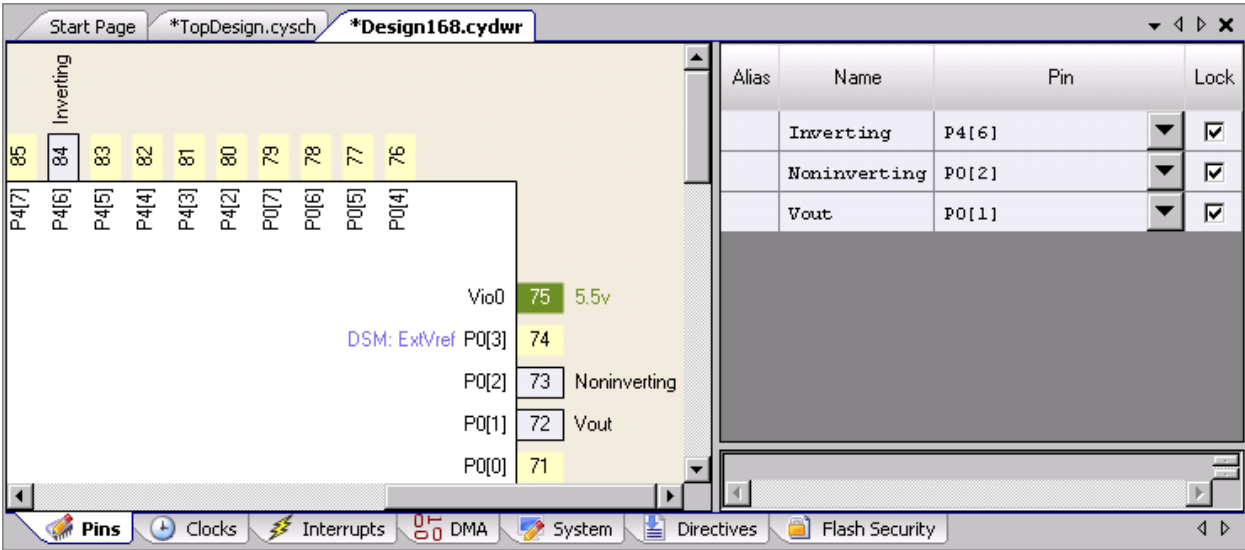 Start Page *TopDesign.cysch *Design168.cydwr
Inverting
85 84 83 82 81 80 79 78 77 76
P4[7] P4[6] P4[5] P4[4] P4[3] P4[2] P0[7] P0[6] P0[5] P0[4]
Vio0 75 5.5v
DSM: ExtVref P0[3] 74
P0[2] 73 Noninverting
P0[1] 72 Vout
P0[0] 71
Alias Name Pin Lock
Inverting P4[6]
Noninverting P0[2]
Vout P0[1]
Pins Clocks Interrupts DMA System Directives Flash Security